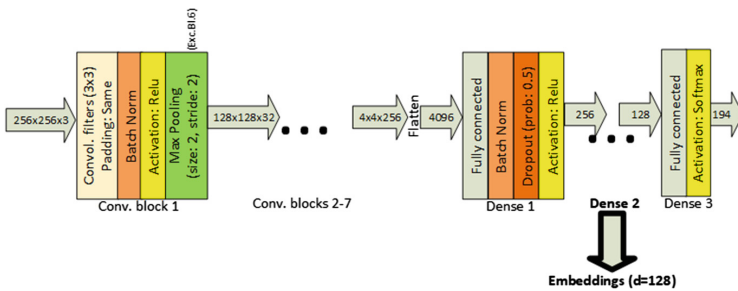 (Exc.Bl.6)
256x256x3
Convol. filters (3x3)
Padding: Same
Batch Norm
Activation: Relu
Max Pooling
(size: 2, stride: 2)
128x128x32
4x4x256
Flatten
4096
Fully connected
Batch Norm
Dropout (prob: 0.5)
Activation: Relu
256
128
Fully connected
Activation: Softmax
194
Conv. block 1
Conv. blocks 2-7
Dense 1
Dense 2
Dense 3
Embeddings (d=128)